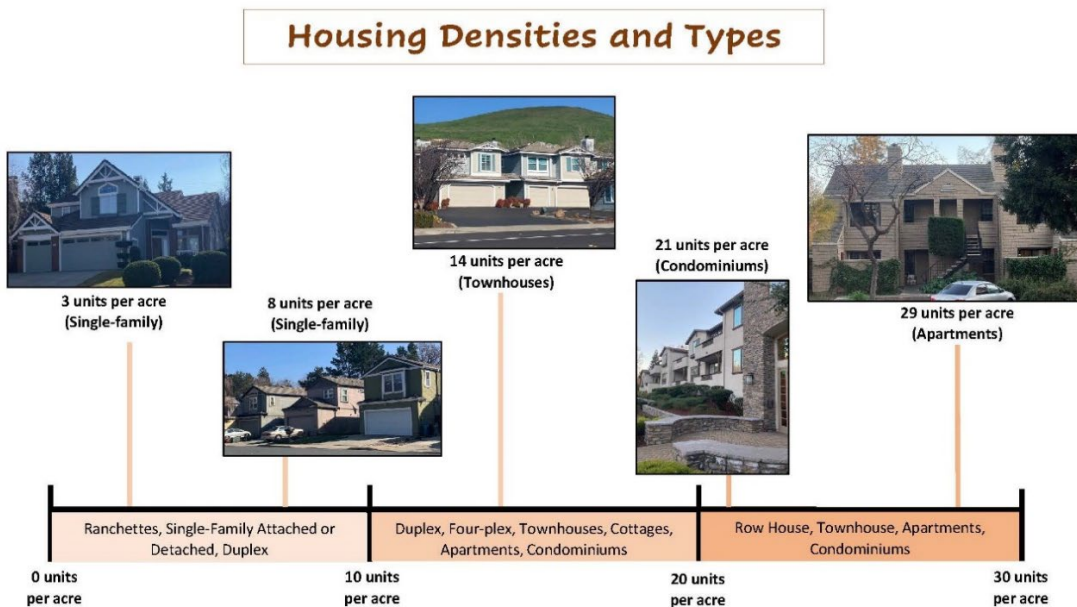 Housing Densities and Types
3 units per acre
(Single-family)
8 units per acre
(Single-family)
14 units per acre
(Townhouses)
21 units per acre
(Condominiums)
29 units per acre
(Apartments)
Ranchettes, Single-Family Attached or
Detached, Duplex
Duplex, Four-plex, Townhouses, Cottages,
Apartments, Condominiums
Row House, Townhouse, Apartments,
Condominiums
0 units
per acre
10 units
per acre
20 units
per acre
30 units
per acre